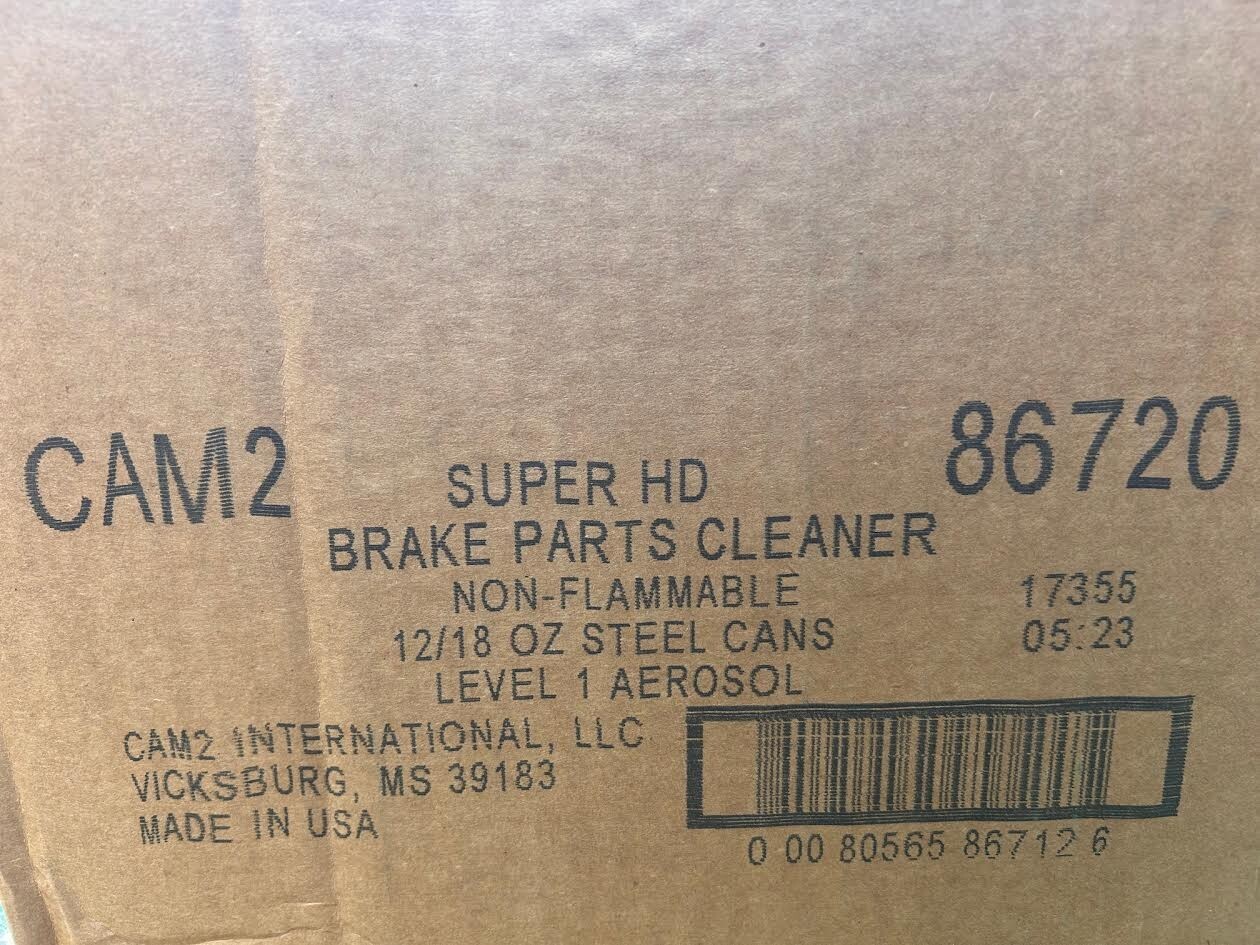 CAM2
86720
SUPER HD
BRAKE PARTS CLEANER
NON-FLAMMABLE
17355
12/18 OZ STEEL CANS
05:23
LEVEL 1 AEROSOL
CAM2 INTERNATIONAL, LLC
VICKSBURG, MS 39183
MADE IN USA
0 00 80565 86712 6